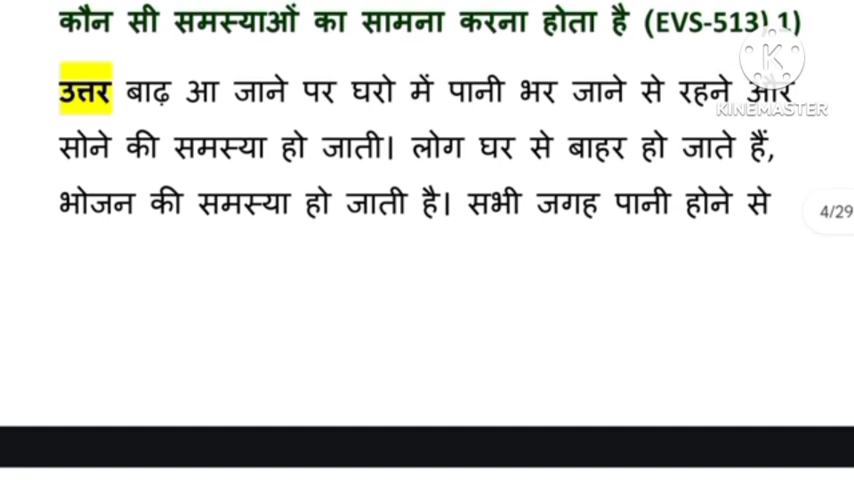 कौन सी समस्याओं का सामना करना होता है (EVS-513).1)
उत्तर बाढ़ आ जाने पर घरो में पानी भर जाने से रहने और
KINEMASTER
सोने की समस्या हो जाती। लोग घर से बाहर हो जाते हैं,
भोजन की समस्या हो जाती है। सभी जगह पानी होने से
4/29